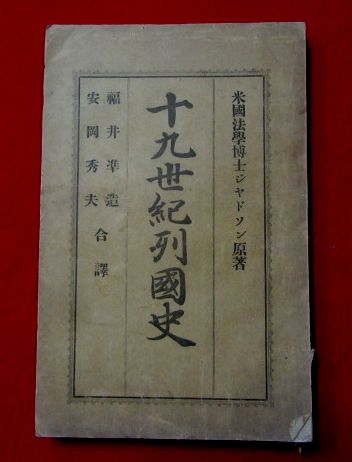 米國法學博士ジャドソン原著
十九世紀列國史
福井準造
安岡秀夫
合譯